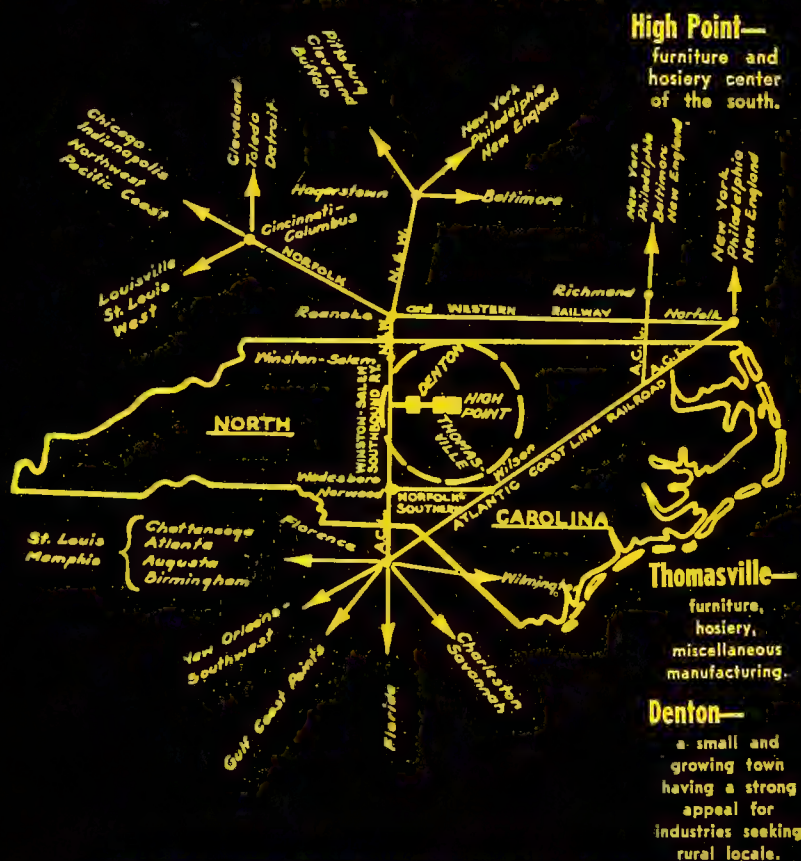 High Point—
furniture and
hosiery center
of the south.
Pittsburg
Cleveland
Buffalo
New York
Philadelphia
New England
Chicago
Indianapolis
Northwest
Pacific Coast
Cleveland
Toledo
Detroit
Hagerstown
Baltimore
New York
Philadelphia
Baltimore
New England
New York
Philadelphia
New England
Cincinnati-
Columbus
NORFOLK
N. & W.
Louisville
St. Louis
West
Richmond
Roanoke
and WESTERN RAILWAY
Norfolk
N. W.
A.C.L.
A.C.L.
Winston-Salem
WINSTON-SALEM
SOUTHBOUND RY.
DENTON
HIGH
POINT
THOMAS-
VILLE
NORTH
Wilson
ATLANTIC COAST LINE RAILROAD
Wadesboro
Norwood
NORFOLK
SOUTHERN
CAROLINA
Florence
St. Louis
Memphis
Chattanooga
Atlanta
Augusta
Birmingham
Wilmington
New Orleans-
Southwest
Gulf Coast Points
Florida
Charleston
Savannah
Thomasville—
furniture,
hosiery,
miscellaneous
manufacturing.
Denton—
a small and
growing town
having a strong
appeal for
industries seeking
rural locale.